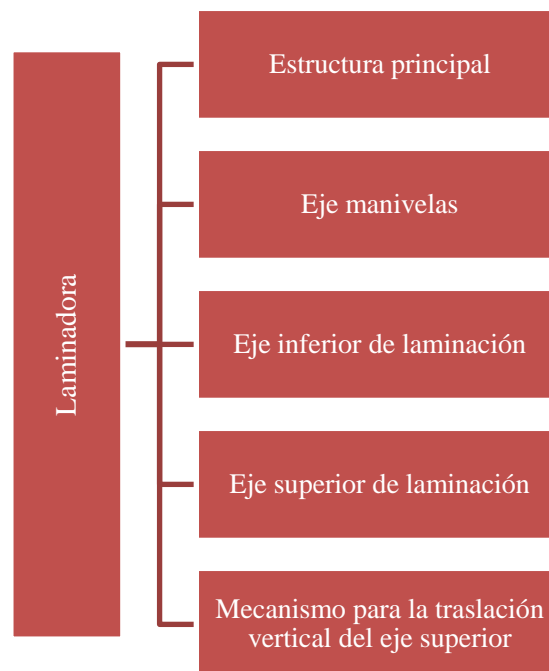 Laminadora
Estructura principal
Eje manivelas
Eje inferior de laminación
Eje superior de laminación
Mecanismo para la traslación
vertical del eje superior